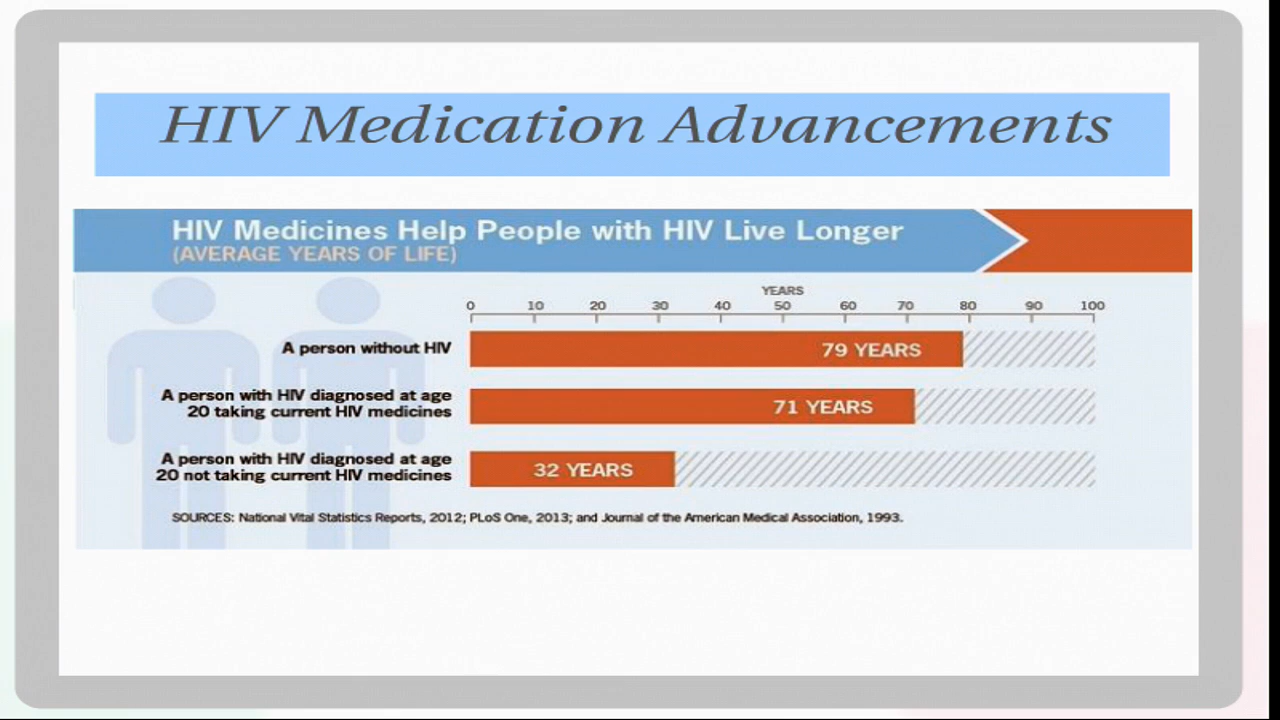 HIV Medication Advancements
HIV Medicines Help People with HIV Live Longer
(AVERAGE YEARS OF LIFE)
YEARS
0 10 20 30 40 50 60 70 80 90 100
A person without HIV
79 YEARS
A person with HIV diagnosed at age
20 taking current HIV medicines
71 YEARS
A person with HIV diagnosed at age
20 not taking current HIV medicines
32 YEARS
SOURCES: National Vital Statistics Reports, 2012; PLoS One, 2013; and Journal of the American Medical Association, 1993.